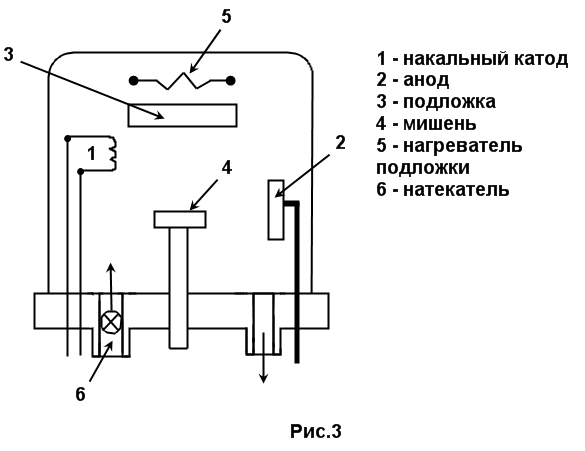 5
3
1 - накальный катод
2 - анод
3 - подложка
4 - мишень
5 - нагреватель
подложки
6 - натекатель
1
2
4
6
Рис.3